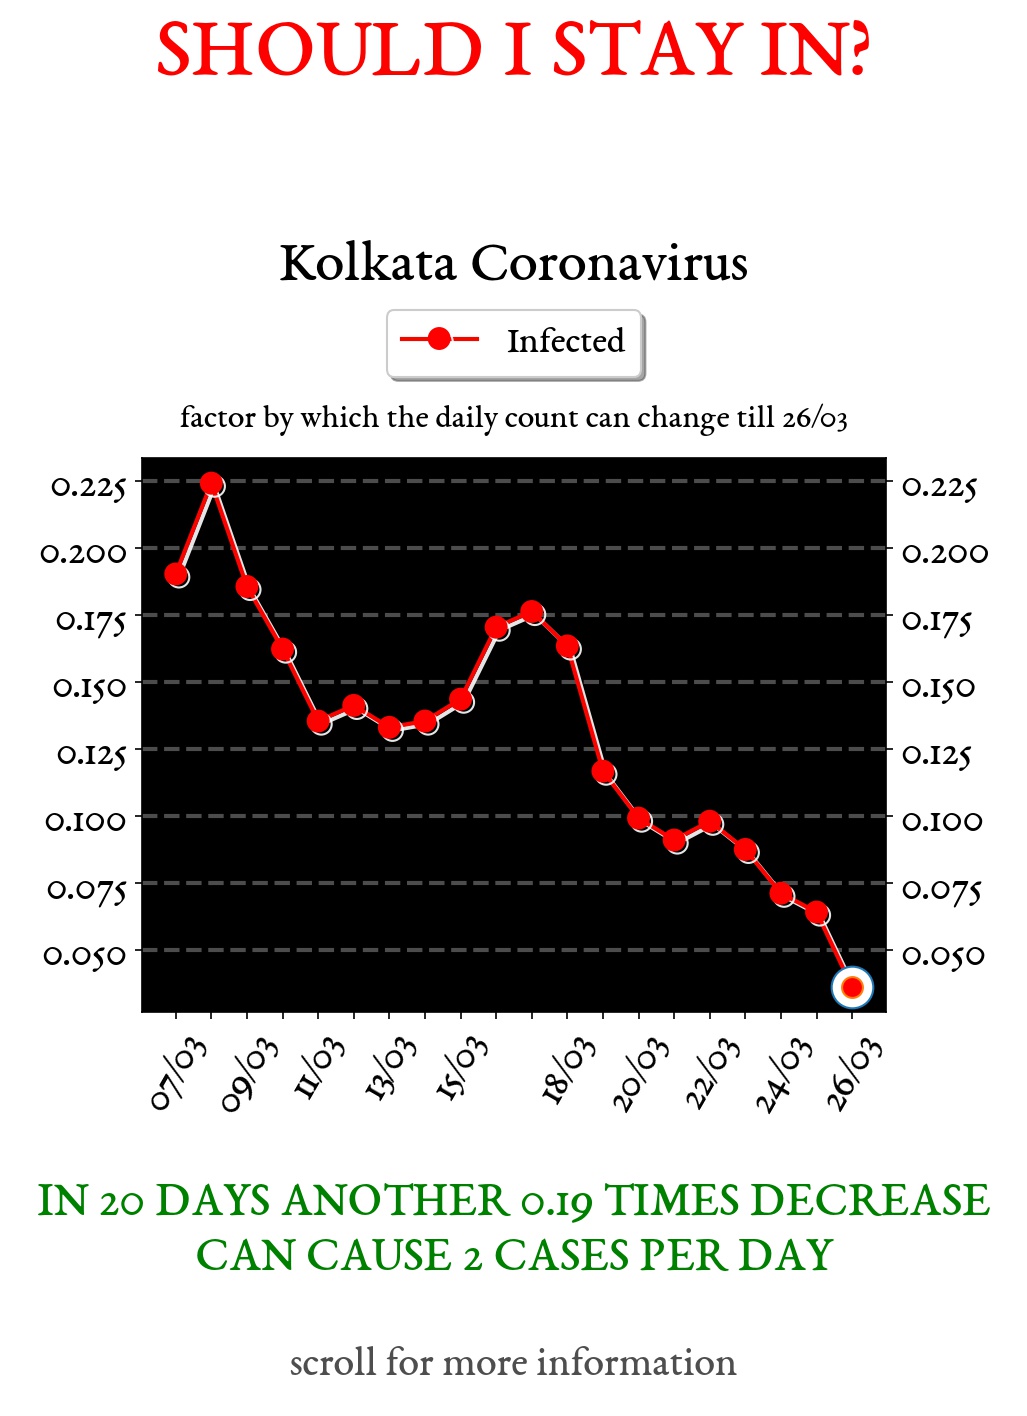 SHOULD I STAY IN?
Kolkata Coronavirus
Infected
factor by which the daily count can change till 26/03
0.225 0.225
0.200 0.200
0.175 0.175
0.150 0.150
0.125 0.125
0.100 0.100
0.075 0.075
0.050 0.050
07/03 09/03 11/03 13/03 15/03 18/03 20/03 22/03 24/03 26/03
IN 20 DAYS ANOTHER 0.19 TIMES DECREASE
CAN CAUSE 2 CASES PER DAY
scroll for more information